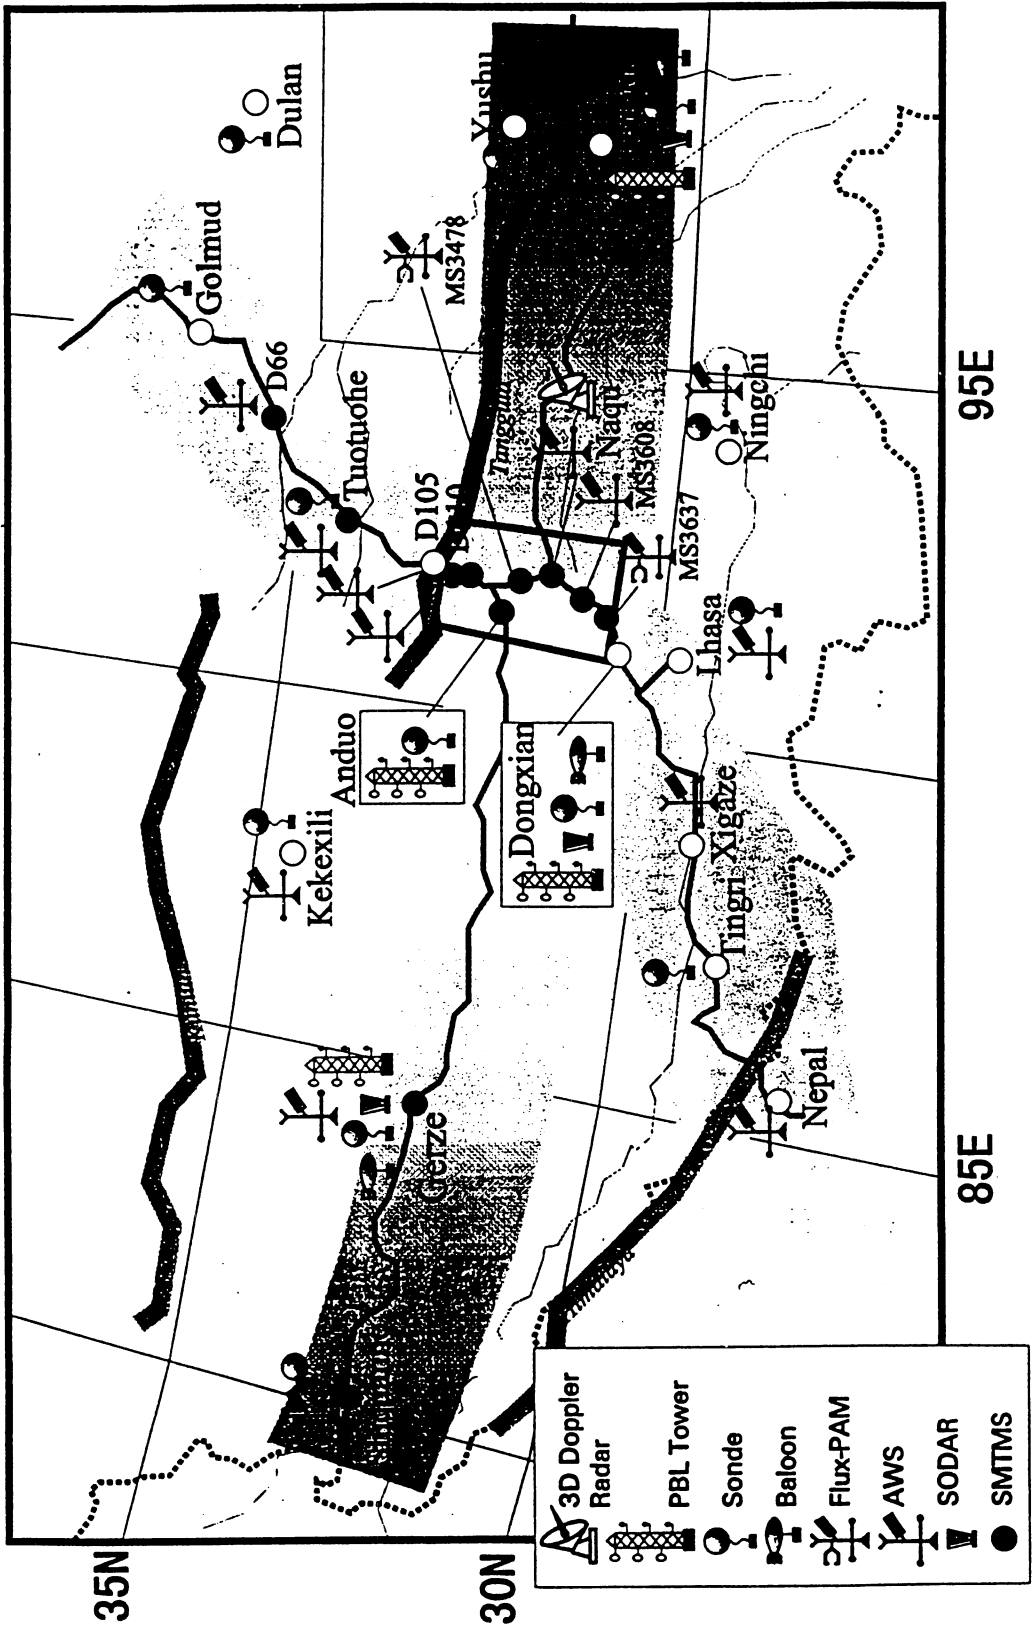 35N
30N
85E
95E
Golmud
Dulan
D66
Tuotuohe
MS3478
Yushu
D105
Naqu
MS3608
MS3637
Ningchi
Lhasa
Anduo
Dongxian
Kekexili
Xigaze
Tingri
Nepal
Gerze
Himalaya
3D Doppler
Radar
PBL Tower
Sonde
Baloon
Flux-PAM
AWS
SODAR
SMTMS